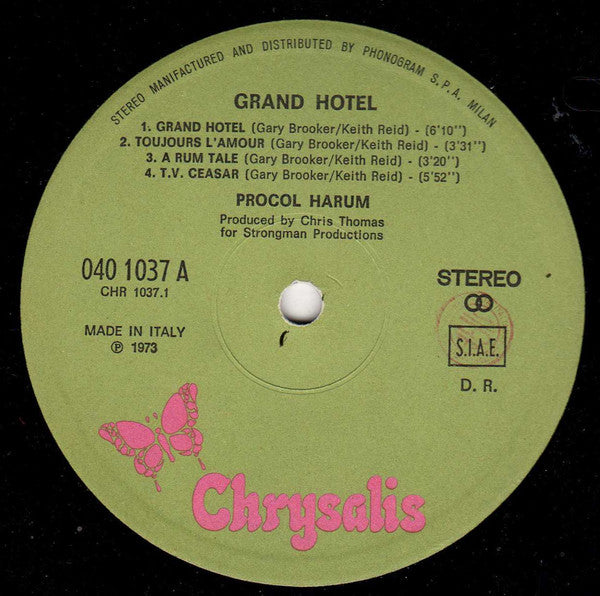 STEREO MANIFACTURED AND DISTRIBUTED BY PHONOGRAM S.P.A. MILAN
GRAND HOTEL
1. GRAND HOTEL (Gary Brooker/Keith Reid) - (6'10'')
2. TOUJOURS L'AMOUR (Gary Brooker/Keith Reid) - (3'31'')
3. A RUM TALE (Gary Brooker/Keith Reid) - (3'20'')
4. T.V. CEASAR (Gary Brooker/Keith Reid) - (5'52'')
PROCOL HARUM
Produced by Chris Thomas
for Strongman Productions
040 1037 A
CHR 1037.1
MADE IN ITALY
℗ 1973
STEREO
S.I.A.E.
D. R.
Chrysalis